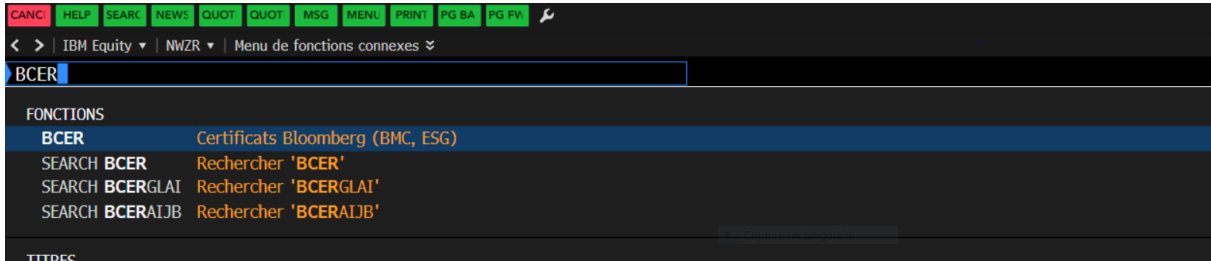 CANC HELP SEARC NEWS QUOT QUOT MSG MENU PRINT PG BA PG FW
< > | IBM Equity ▾ | NWZR ▾ | Menu de fonctions connexes
BCER
FONCTIONS
BCER Certificats Bloomberg (BMC, ESG)
SEARCH BCER Rechercher 'BCER'
SEARCH BCERGLAI Rechercher 'BCERGLAI'
SEARCH BCERAIJB Rechercher 'BCERAIJB'
TITRES